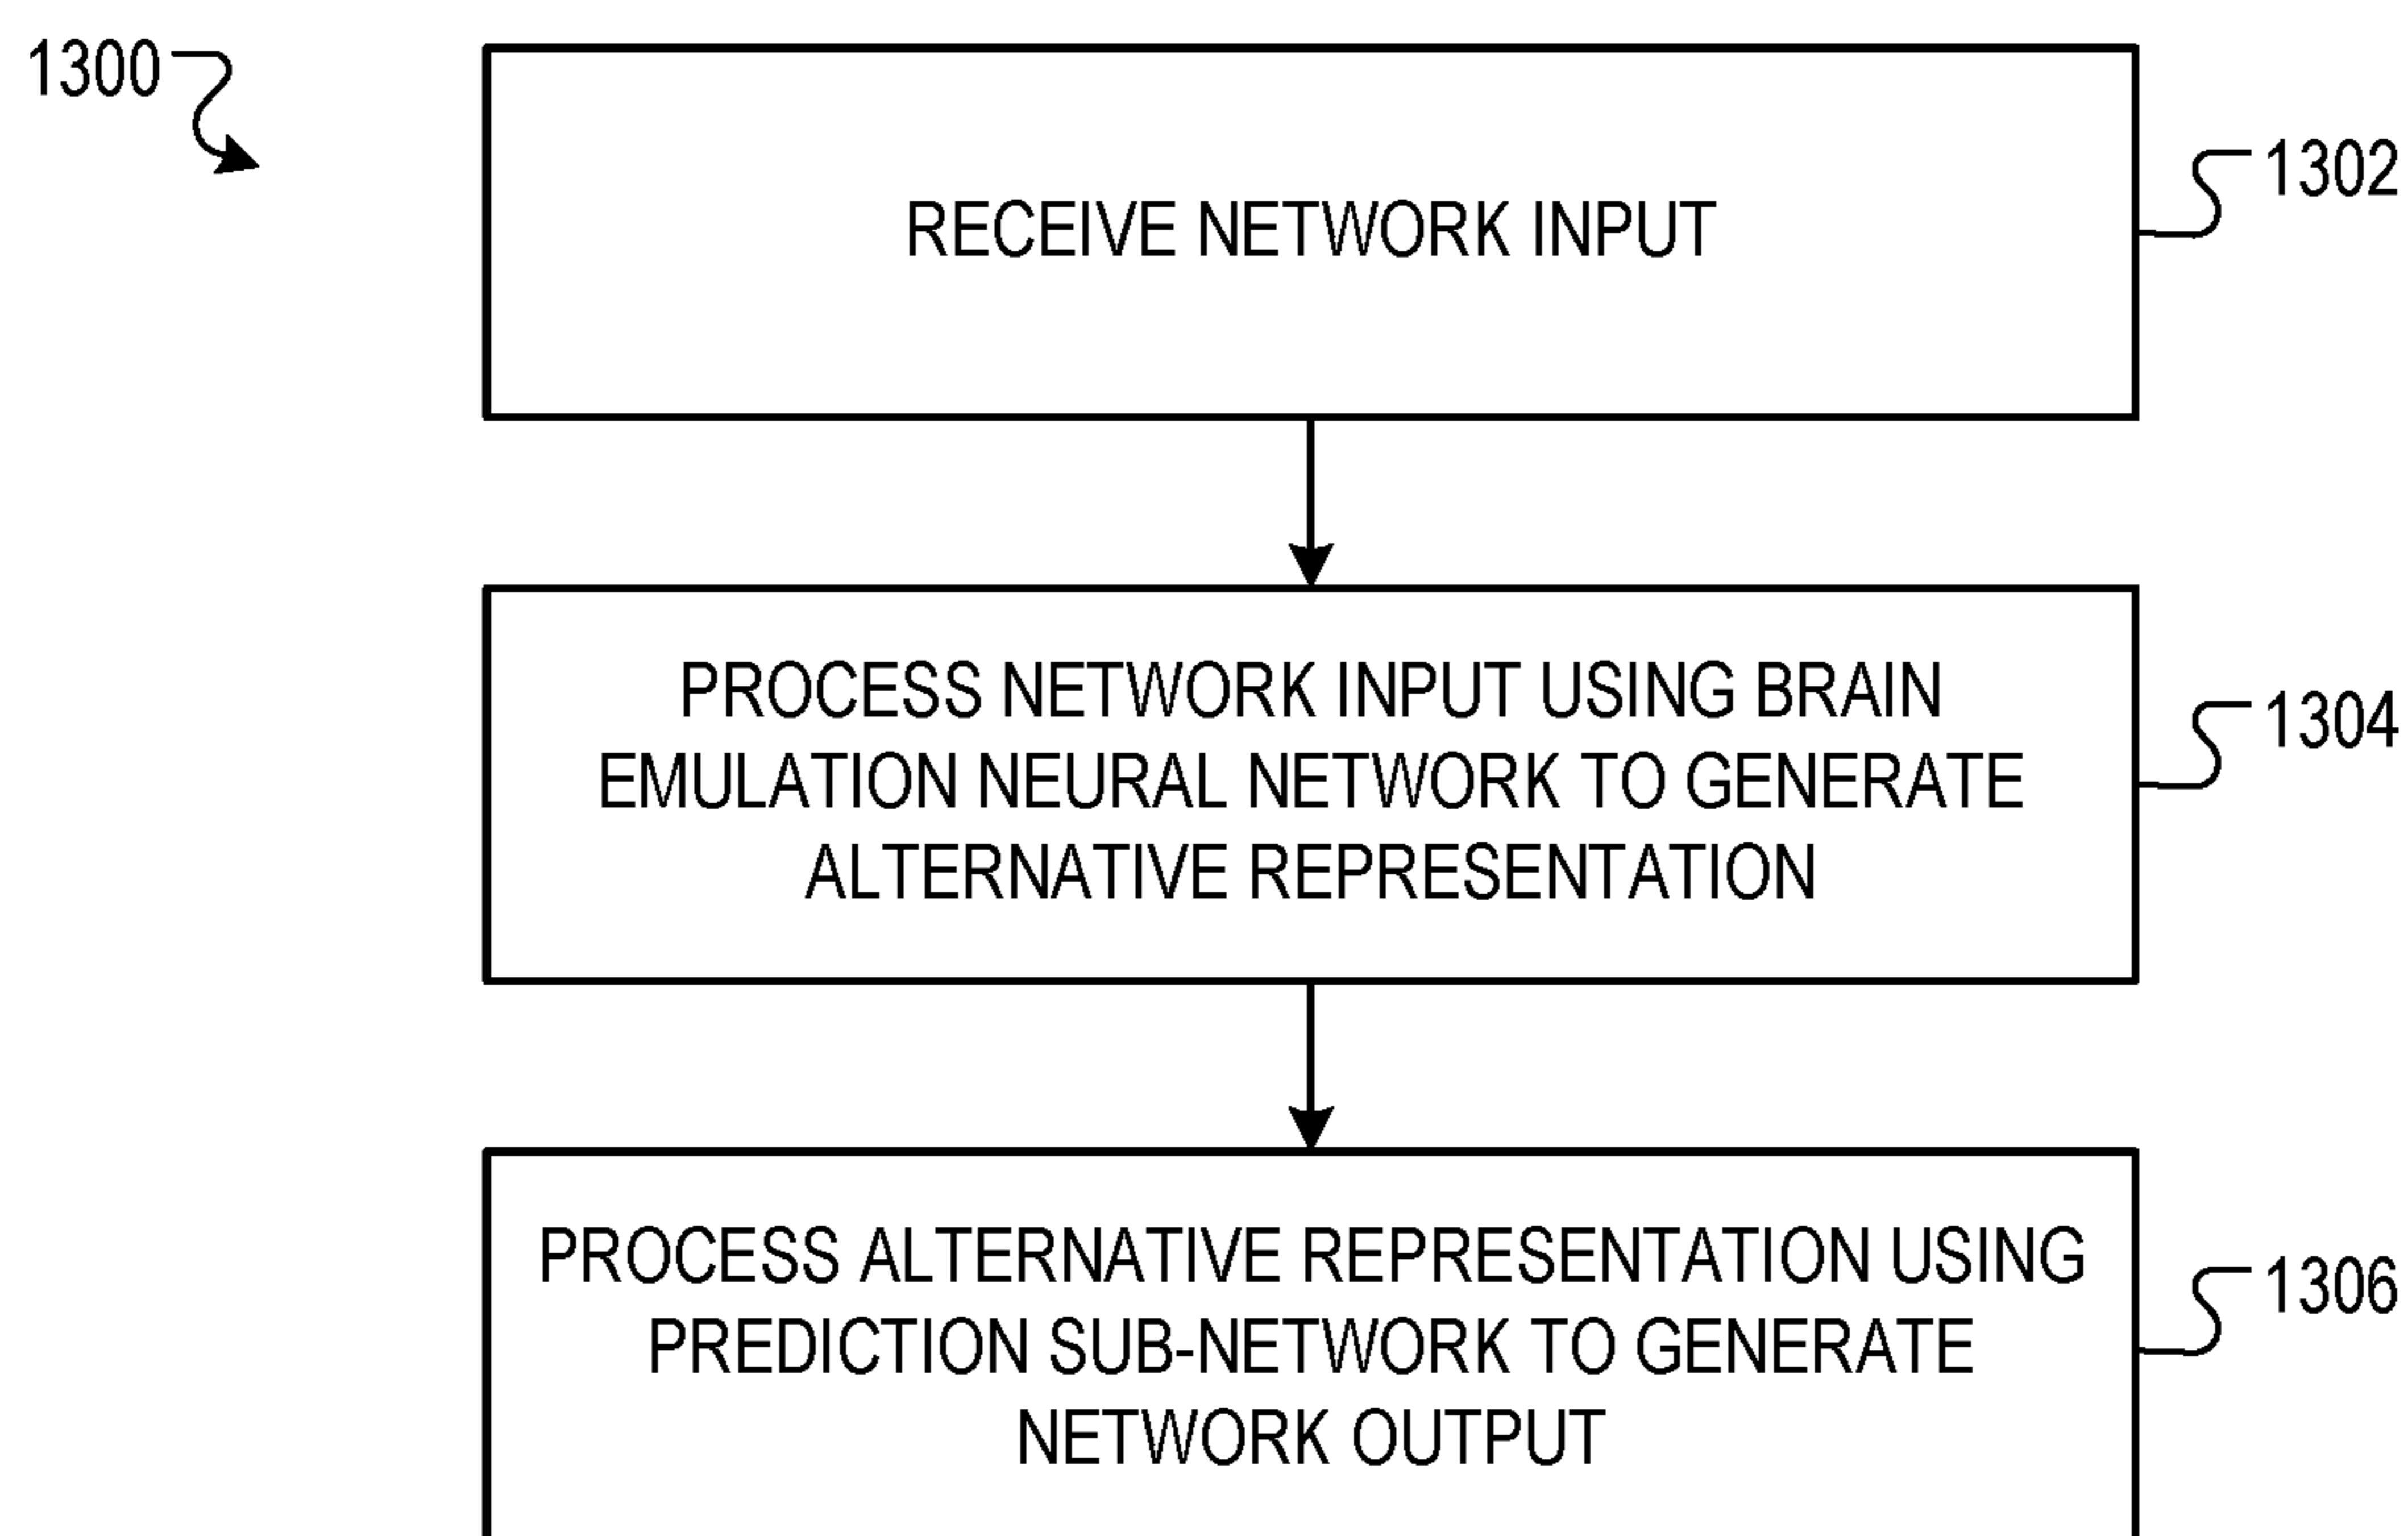 1300
RECEIVE NETWORK INPUT
1302
PROCESS NETWORK INPUT USING BRAIN
EMULATION NEURAL NETWORK TO GENERATE
ALTERNATIVE REPRESENTATION
1304
PROCESS ALTERNATIVE REPRESENTATION USING
PREDICTION SUB-NETWORK TO GENERATE
NETWORK OUTPUT
1306